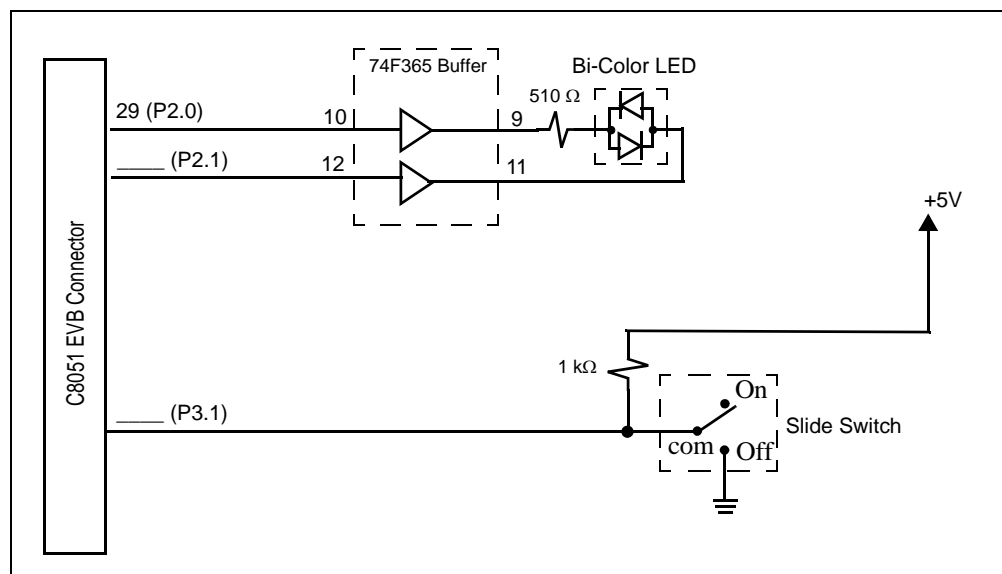 74F365 Buffer
Bi-Color LED
510 Ω
29 (P2.0)
10
9
____ (P2.1)
12
11
+5V
C8051 EVB Connector
1 kΩ
On
____ (P3.1)
Slide Switch
com
Off